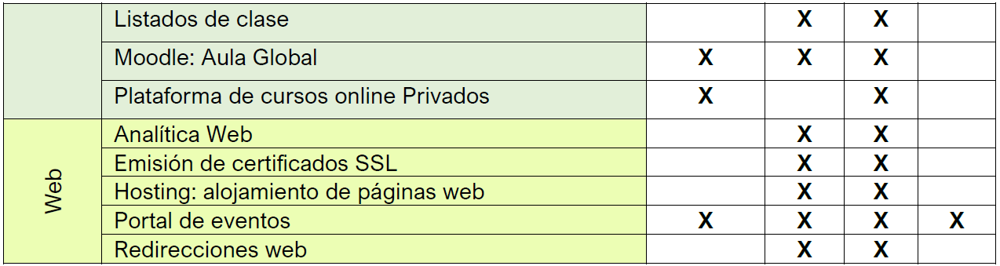 Listados de clase X X
Moodle: Aula Global X X X
Plataforma de cursos online Privados X X
Web
Analítica Web X X
Emisión de certificados SSL X X
Hosting: alojamiento de páginas web X X
Portal de eventos X X X X
Redirecciones web X X